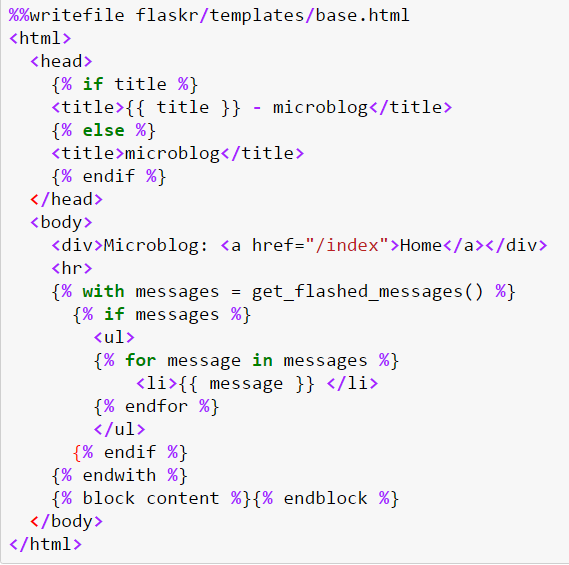 %%writefile flaskr/templates/base.html
<html>
  <head>
    {% if title %}
    <title>{{ title }} - microblog</title>
    {% else %}
    <title>microblog</title>
    {% endif %}
  </head>
  <body>
    <div>Microblog: <a href="/index">Home</a></div>
    <hr>
    {% with messages = get_flashed_messages() %}
      {% if messages %}
        <ul>
        {% for message in messages %}
            <li>{{ message }} </li>
        {% endfor %}
        </ul>
      {% endif %}
    {% endwith %}
    {% block content %}{% endblock %}
  </body>
</html>